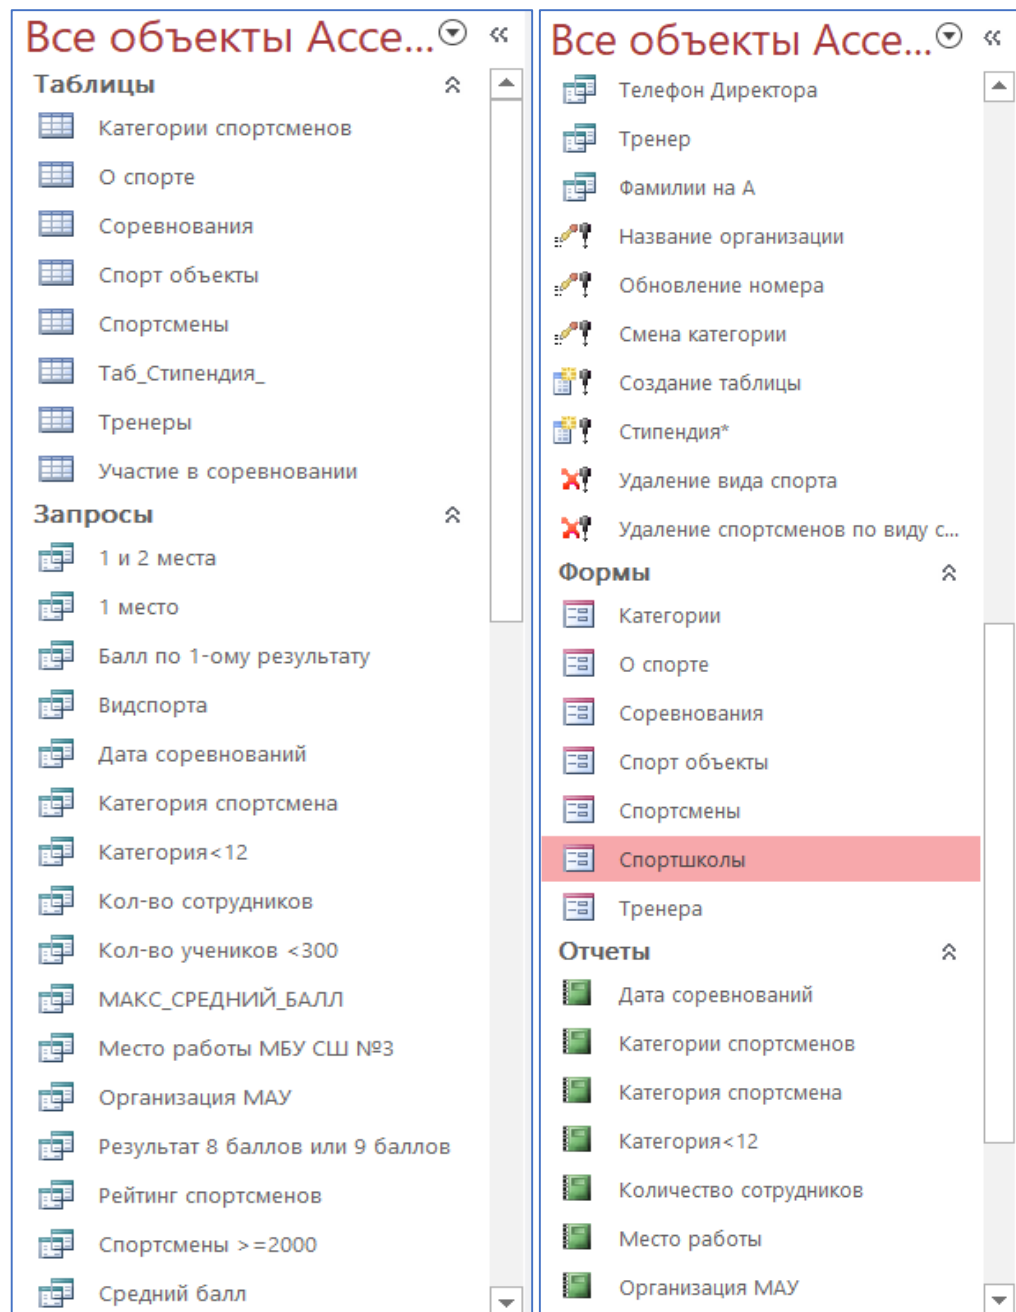 Все объекты Acce...
Таблицы
Категории спортсменов
О спорте
Соревнования
Спорт объекты
Спортсмены
Таб_Стипендия_
Тренеры
Участие в соревновании
Запросы
1 и 2 места
1 место
Балл по 1-ому результату
Видспорта
Дата соревнований
Категория спортсмена
Категория<12
Кол-во сотрудников
Кол-во учеников <300
МАКС_СРЕДНИЙ_БАЛЛ
Место работы МБУ СШ №3
Организация МАУ
Результат 8 баллов или 9 баллов
Рейтинг спортсменов
Спортсмены >=2000
Средний балл
Все объекты Acce...
Телефон Директора
Тренер
Фамилии на А
Название организации
Обновление номера
Смена категории
Создание таблицы
Стипендия*
Удаление вида спорта
Удаление спортсменов по виду с...
Формы
Категории
О спорте
Соревнования
Спорт объекты
Спортсмены
Спортшколы
Тренера
Отчеты
Дата соревнований
Категории спортсменов
Категория спортсмена
Категория<12
Количество сотрудников
Место работы
Организация МАУ